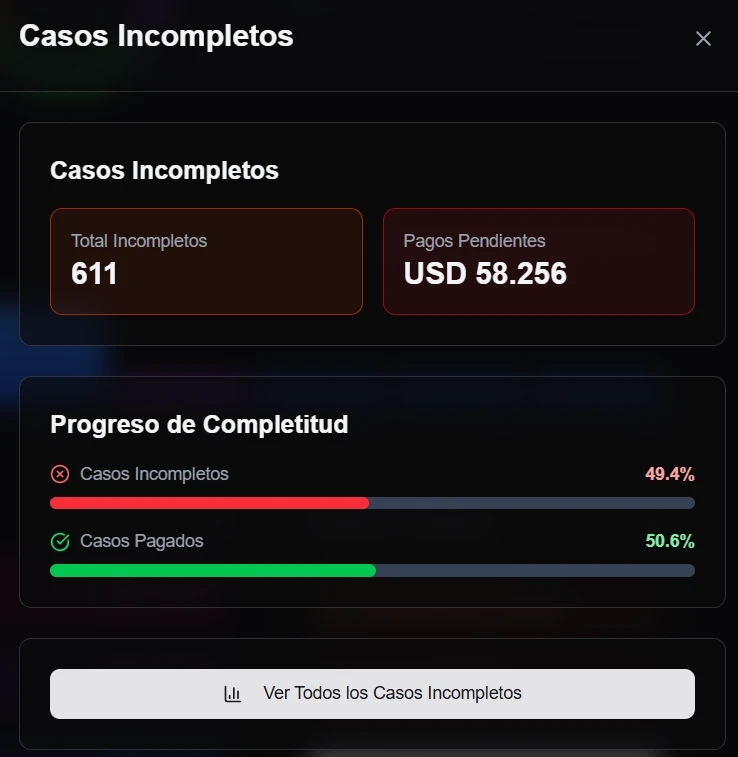 Casos Incompletos
Casos Incompletos
Total Incompletos
611
Pagos Pendientes
USD 58.256
Progreso de Completitud
Casos Incompletos 49.4%
Casos Pagados 50.6%
Ver Todos los Casos Incompletos